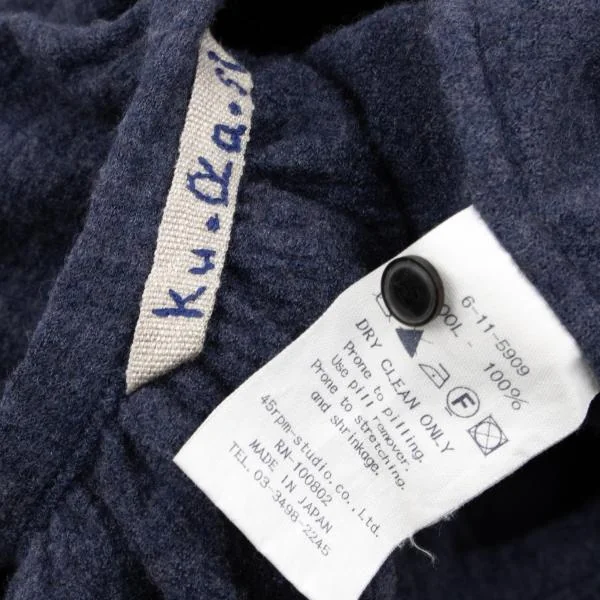 Ku.Ra.
6-11-5909
100%
DRY CLEAN ONLY
Prone to pilling.
Use pill remover.
Prone to stretching.
and shrinkage.
45rpm-studio.co.,Ltd.
RN-100802
MADE IN JAPAN
TEL. 03-3498-2245
F